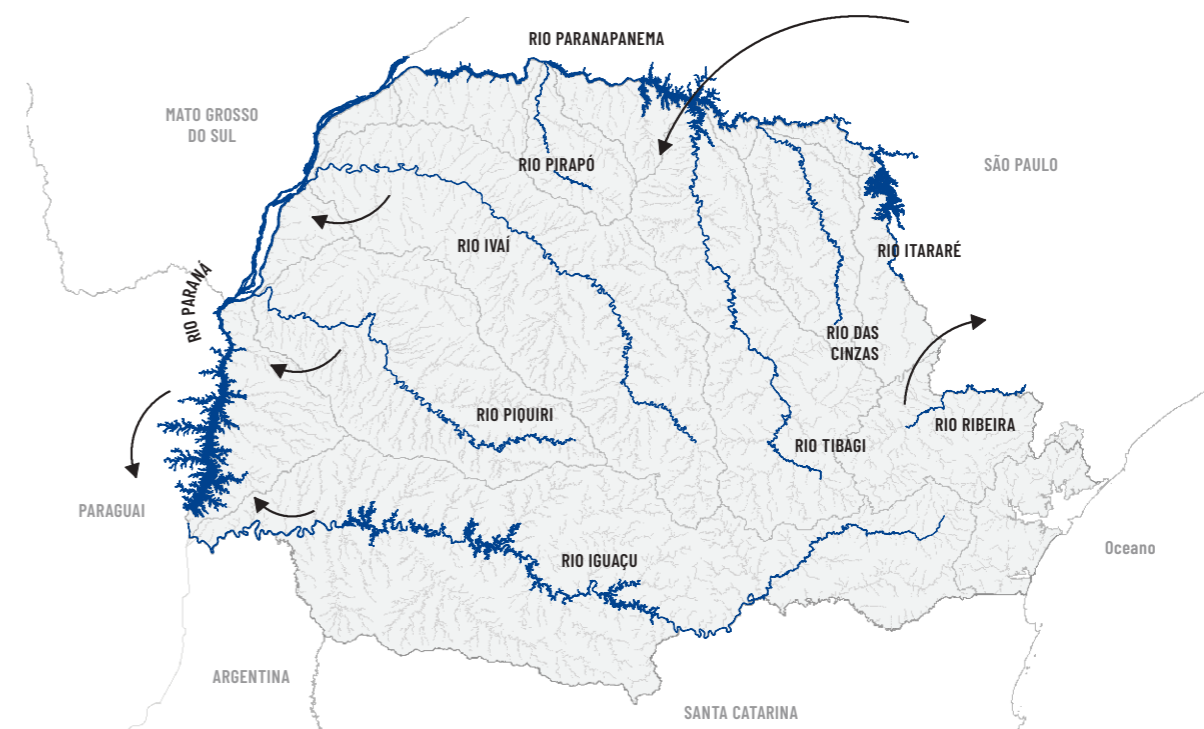 RIO PARANAPANEMA
MATO GROSSO
DO SUL
RIO PIRAPÓ
SÃO PAULO
RIO IVAÍ
RIO ITARARÉ
RIO PARANÁ
RIO DAS
CINZAS
RIO PIQUIRI
RIO RIBEIRA
RIO TIBAGI
PARAGUAI
Oceano
RIO IGUAÇU
ARGENTINA
SANTA CATARINA